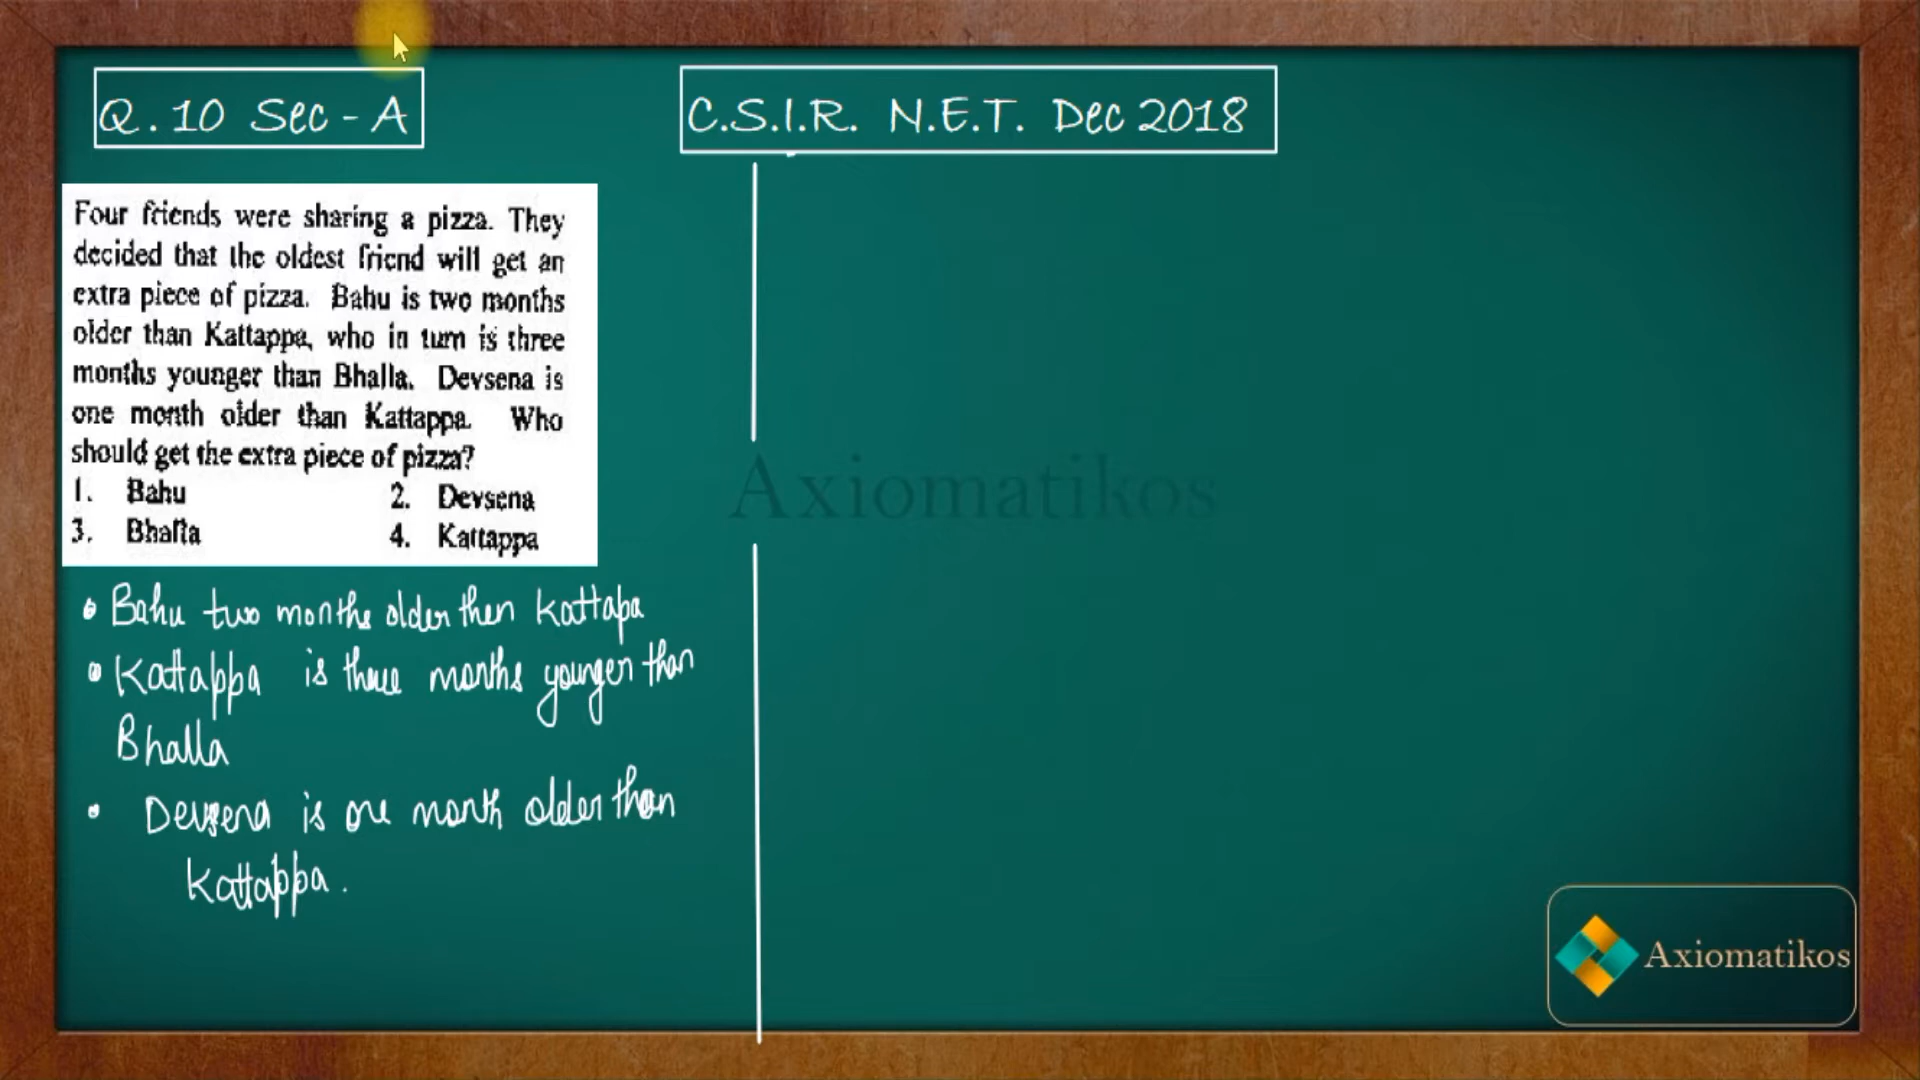 Q. 10 Sec - A
C.S.I.R. N.E.T. Dec 2018
Four friends were sharing a pizza. They
decided that the oldest friend will get an
extra piece of pizza. Bahu is two months
older than Kattappa, who in turn is three
months younger than Bhalla. Devsena is
one month older than Kattappa. Who
should get the extra piece of pizza?
1. Bahu 2. Devsena
3. Bhalla 4. Kattappa
• Bahu two months older then Kattapa
• Kattappa is three months younger than
Bhalla
• Devsena is one month older than
Kattappa.
Axiomatikos
Axiomatikos